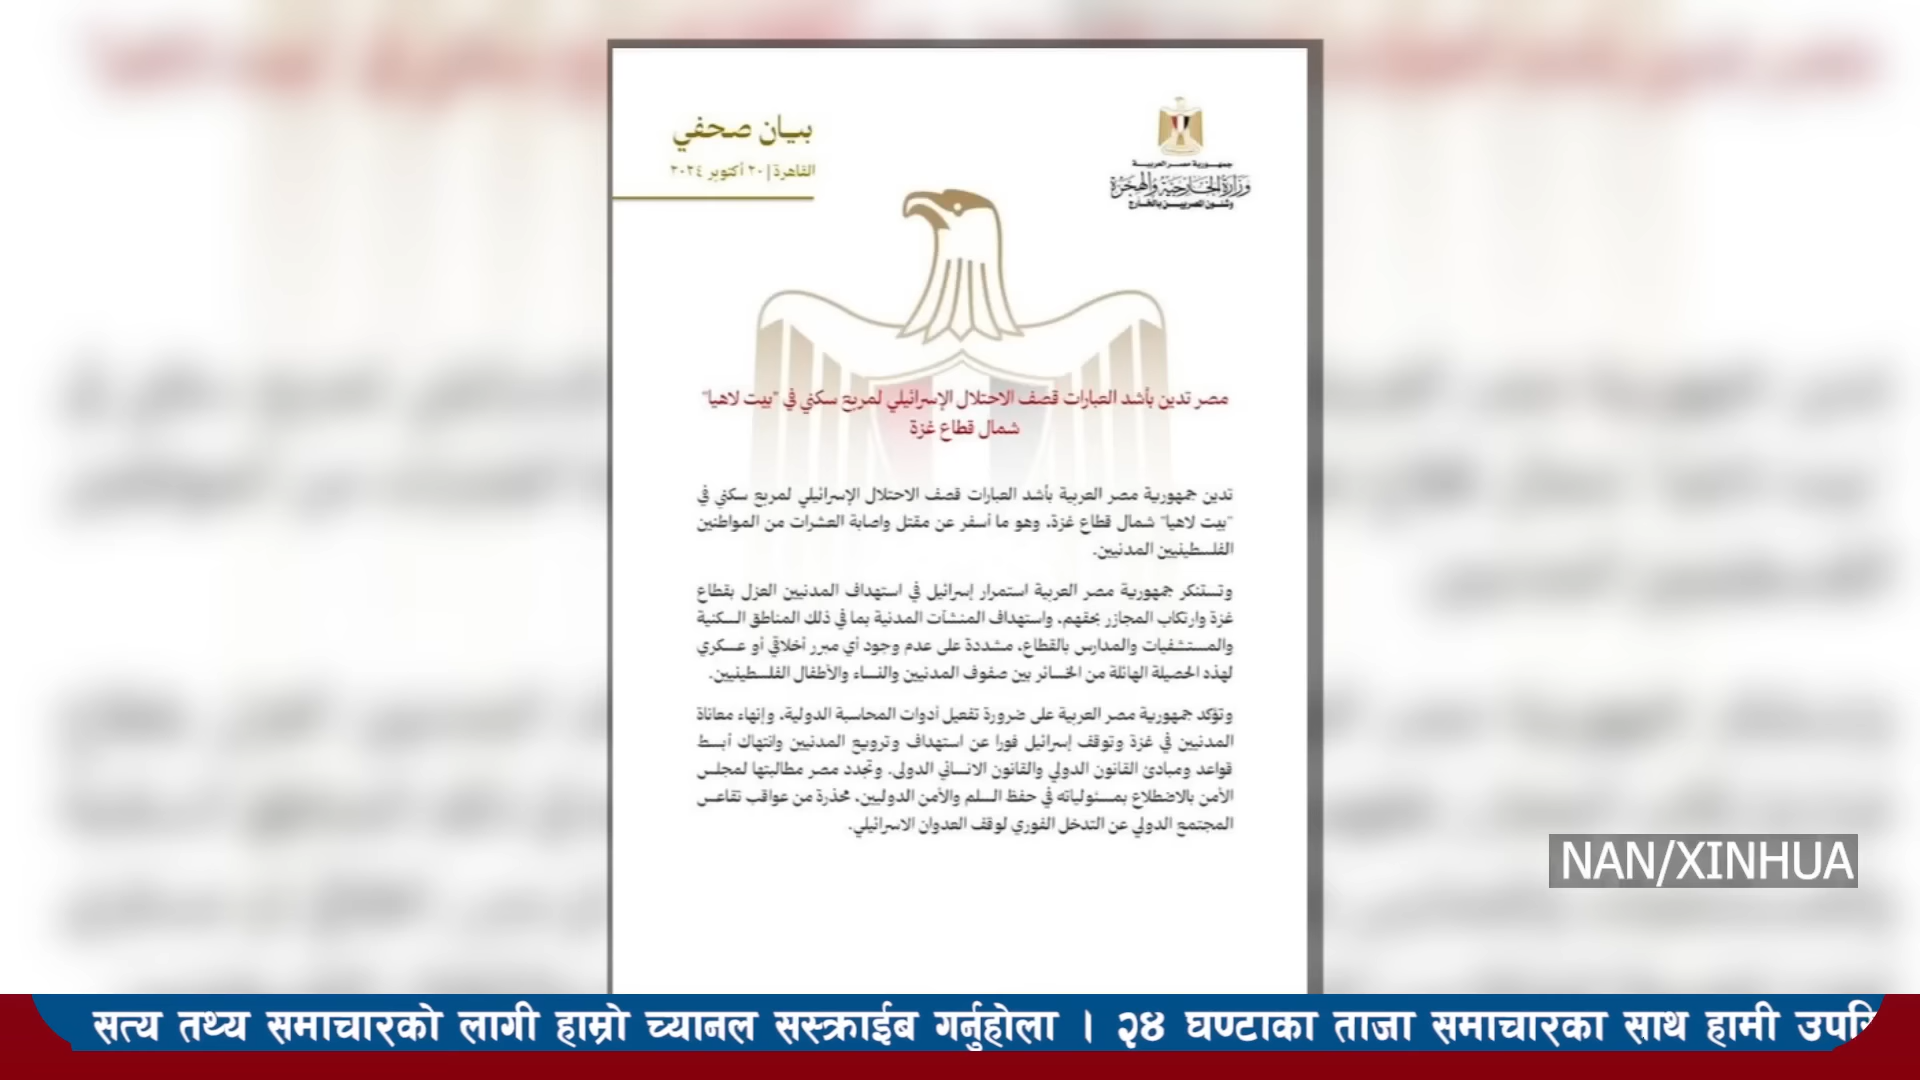 جمهورية مصر العربية
وزارة الخارجية والهجرة
وشئون المصريين بالخارج
بيان صحفي
القاهرة | ٢٠ أكتوبر ٢٠٢٤
مصر تدين بأشد العبارات قصف الاحتلال الإسرائيلي لمربع سكني في "بيت لاهيا"
شمال قطاع غزة
تدين جمهورية مصر العربية بأشد العبارات قصف الاحتلال الإسرائيلي لمربع سكني في
"بيت لاهيا" شمال قطاع غزة، وهو ما أسفر عن مقتل واصابة العشرات من المواطنين
الفلسطينيين المدنيين.
وتستنكر جمهورية مصر العربية استمرار إسرائيل في استهداف المدنيين العزل بقطاع
غزة وارتكاب المجازر بحقهم، واستهداف المنشآت المدنية بما في ذلك المناطق السكنية
والمستشفيات والمدارس بالقطاع، مشددة على عدم وجود أي مبرر أخلاقي أو عسكري
لهذه الحصيلة الهائلة من الخسائر بين صفوف المدنيين والنساء والأطفال الفلسطينيين.
وتؤكد جمهورية مصر العربية على ضرورة تفعيل أدوات المحاسبة الدولية، وإنهاء معاناة
المدنيين في غزة وتوقف إسرائيل فورا عن استهداف وترويع المدنيين وانتهاك أبسط
قواعد ومبادئ القانون الدولي والقانون الانساني الدولى. وتجدد مصر مطالبتها لمجلس
الأمن بالاضطلاع بمسئولياته في حفظ السلم والأمن الدوليين، محذرة من عواقب تقاعس
المجتمع الدولي عن التدخل الفوري لوقف العدوان الاسرائيلي.
NAN/XINHUA
सत्य तथ्य समाचारको लागी हाम्रो च्यानल सस्क्राईब गर्नुहोला । २४ घण्टाका ताजा समाचारका साथ हामी